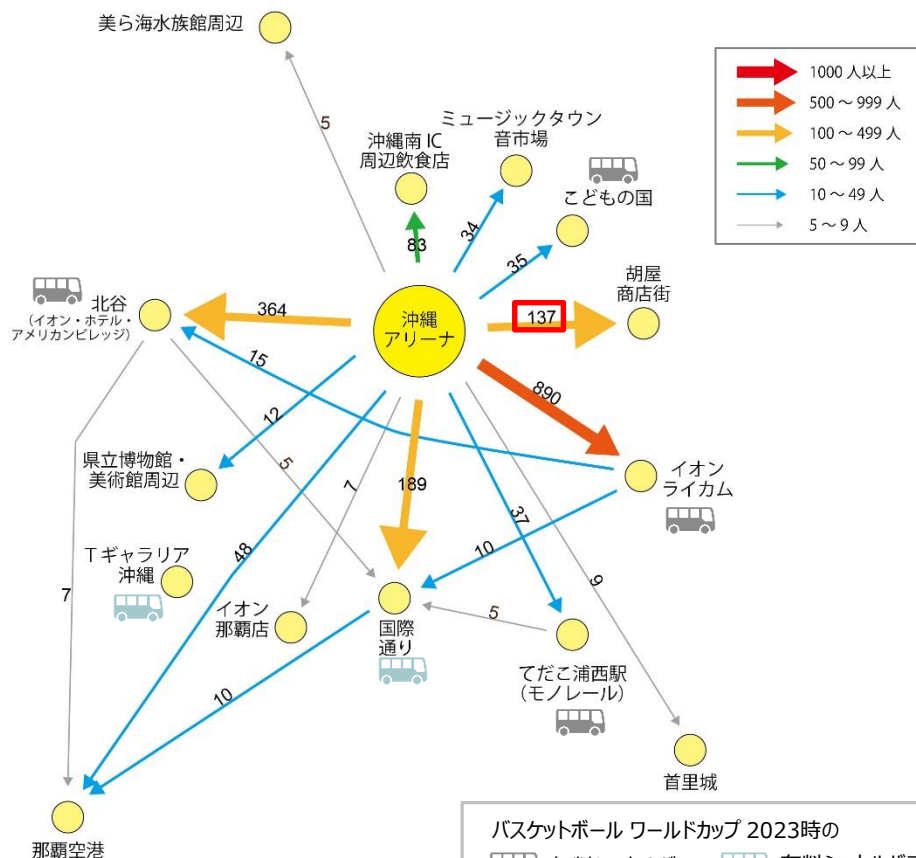 美ら海水族館周辺
5
沖縄南 IC
周辺飲食店
ミュージックタウン
音市場
こどもの国
1000 人以上
500 ～ 999 人
100 ～ 499 人
50 ～ 99 人
10 ～ 49 人
5 ～ 9 人
83
34
35
胡屋
商店街
北谷
(イオン・ホテル・
アメリカンビレッジ)
364
沖縄
アリーナ
137
15
890
12
県立博物館・
美術館周辺
5
7
189
37
イオン
ライカム
Tギャラリア
沖縄
48
10
9
7
イオン
那覇店
国際
通り
5
てだこ浦西駅
(モノレール)
10
首里城
那覇空港
バスケットボール ワールドカップ 2023時の